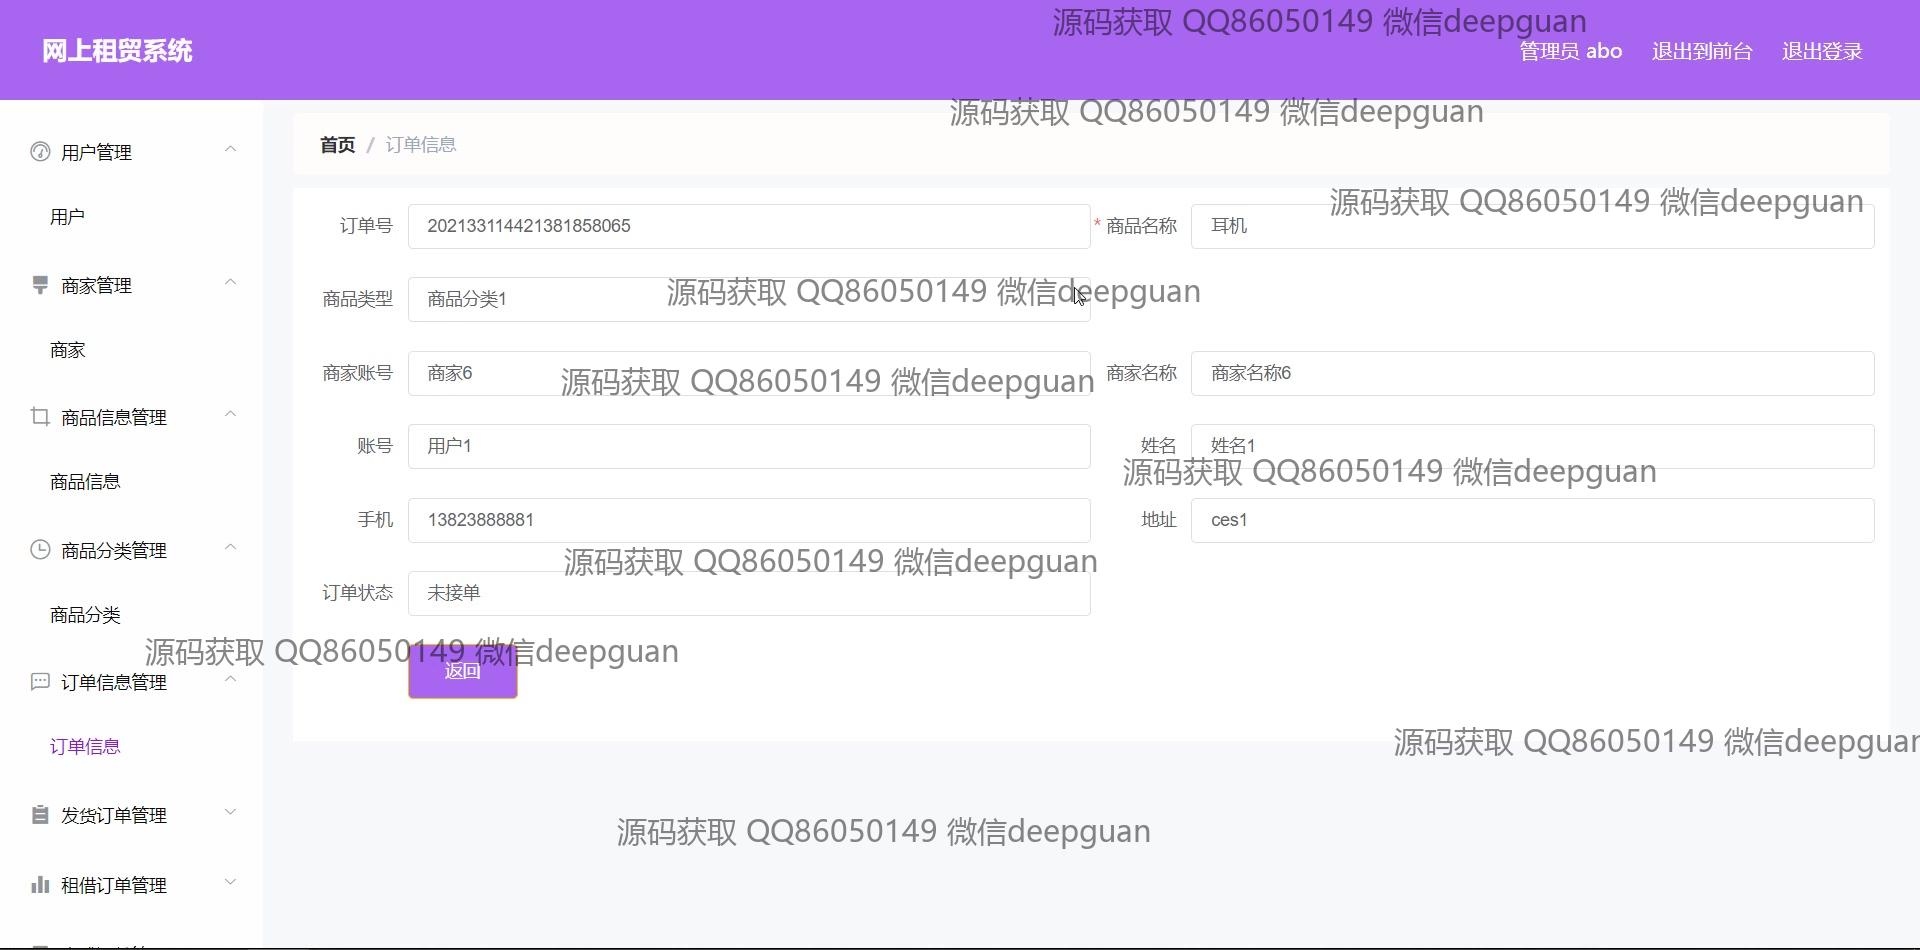 源码获取 QQ86050149 微信deepguan
网上租贸系统
管理员 abo 退出到前台 退出登录
源码获取 QQ86050149 微信deepguan
首页 / 订单信息
用户管理
用户
商家管理
商家
商品信息管理
商品信息
商品分类管理
商品分类
订单信息管理
订单信息
发货订单管理
租借订单管理
源码获取 QQ86050149 微信deepguan
订单号 202133114421381858065 * 商品名称 耳机
源码获取 QQ86050149 微信deepguan
商品类型 商品分类1
商家账号 商家6 商家名称 商家名称6
源码获取 QQ86050149 微信deepguan
账号 用户1 姓名 姓名1
源码获取 QQ86050149 微信deepguan
手机 13823888881 地址 ces1
源码获取 QQ86050149 微信deepguan
订单状态 未接单
源码获取 QQ86050149 微信deepguan
返回
源码获取 QQ86050149 微信deepguan
源码获取 QQ86050149 微信deepguan